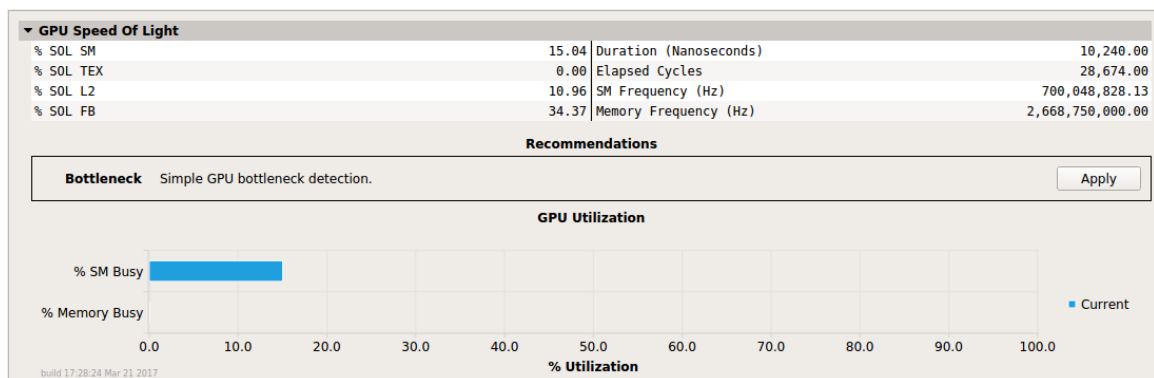 ▼ GPU Speed Of Light
% SOL SM 15.04 Duration (Nanoseconds) 10,240.00
% SOL TEX 0.00 Elapsed Cycles 28,674.00
% SOL L2 10.96 SM Frequency (Hz) 700,048,828.13
% SOL FB 34.37 Memory Frequency (Hz) 2,668,750,000.00
Recommendations
Bottleneck Simple GPU bottleneck detection. Apply
GPU Utilization
% SM Busy
% Memory Busy
Current
0.0 10.0 20.0 30.0 40.0 50.0 60.0 70.0 80.0 90.0 100.0
% Utilization
build 17:28:24 Mar 21 2017